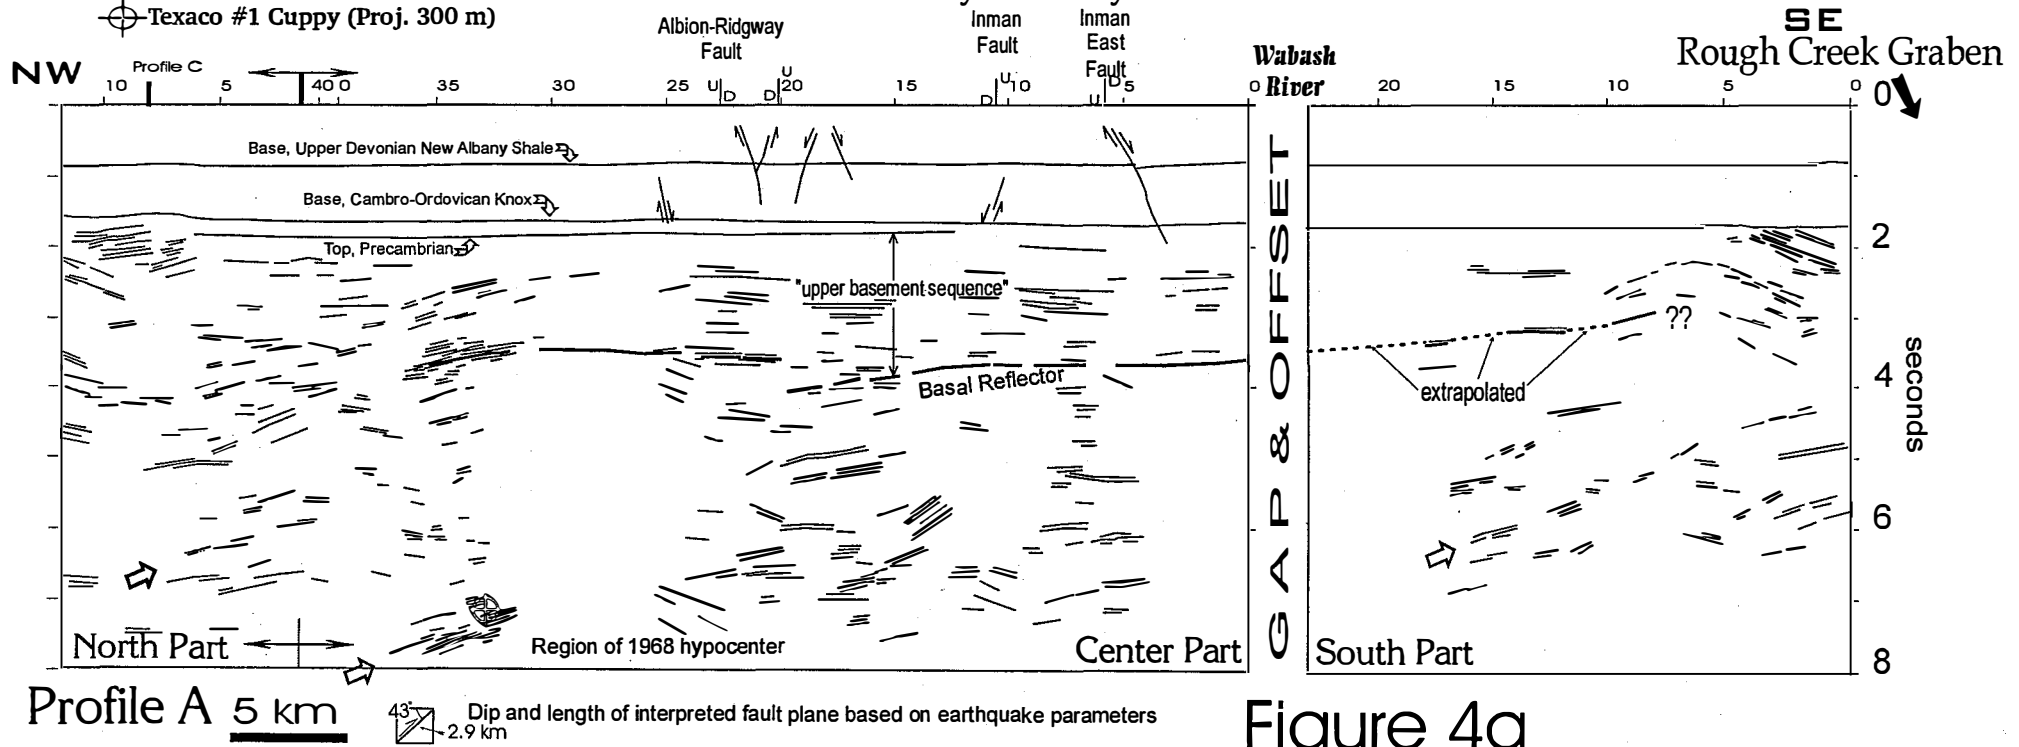 Texaco #1 Cuppy (Proj. 300 m)
Albion-Ridgway
Fault
Inman
Fault
Inman
East
Fault
Wabash
River
SE
Rough Creek Graben
NW
Profile C
10 5 40 0 35 30 25 20 15 10 5 0
20 15 10 5 0
U D D U D U U D
0
Base, Upper Devonian New Albany Shale
Base, Cambro-Ordovican Knox
Top, Precambrian
"upper basement sequence"
Basal Reflector
GAP & OFFSET
??
extrapolated
2
4
6
8
seconds
North Part
Region of 1968 hypocenter
Center Part
South Part
Profile A 5 km
43°
2.9 km
Dip and length of interpreted fault plane based on earthquake parameters
Figure 4a